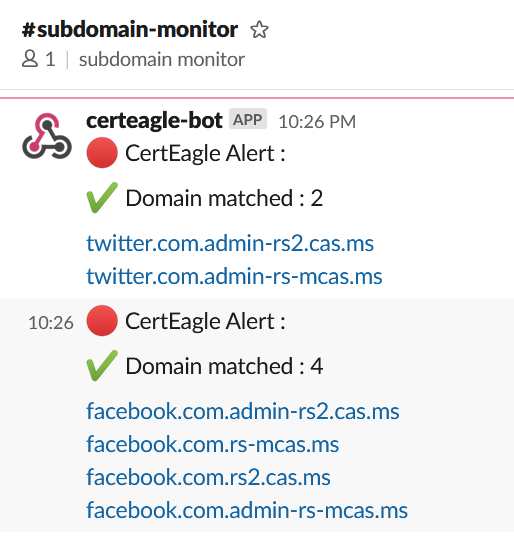 #subdomain-monitor
1 | subdomain monitor
certeagle-bot APP 10:26 PM
CertEagle Alert :
Domain matched : 2
twitter.com.admin-rs2.cas.ms
twitter.com.admin-rs-mcas.ms
10:26 CertEagle Alert :
Domain matched : 4
facebook.com.admin-rs2.cas.ms
facebook.com.rs-mcas.ms
facebook.com.rs2.cas.ms
facebook.com.admin-rs-mcas.ms